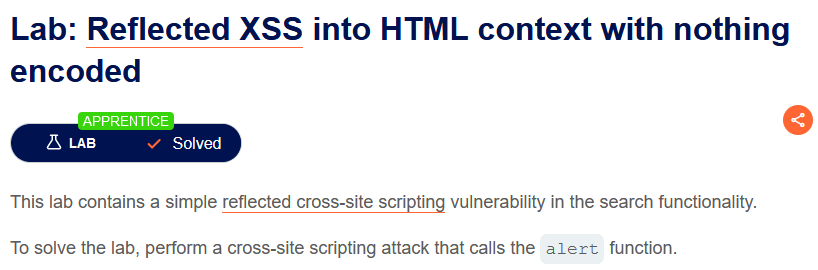 Lab: Reflected XSS into HTML context with nothing
encoded
APPRENTICE
LAB
Solved
This lab contains a simple reflected cross-site scripting vulnerability in the search functionality.
To solve the lab, perform a cross-site scripting attack that calls the alert function.